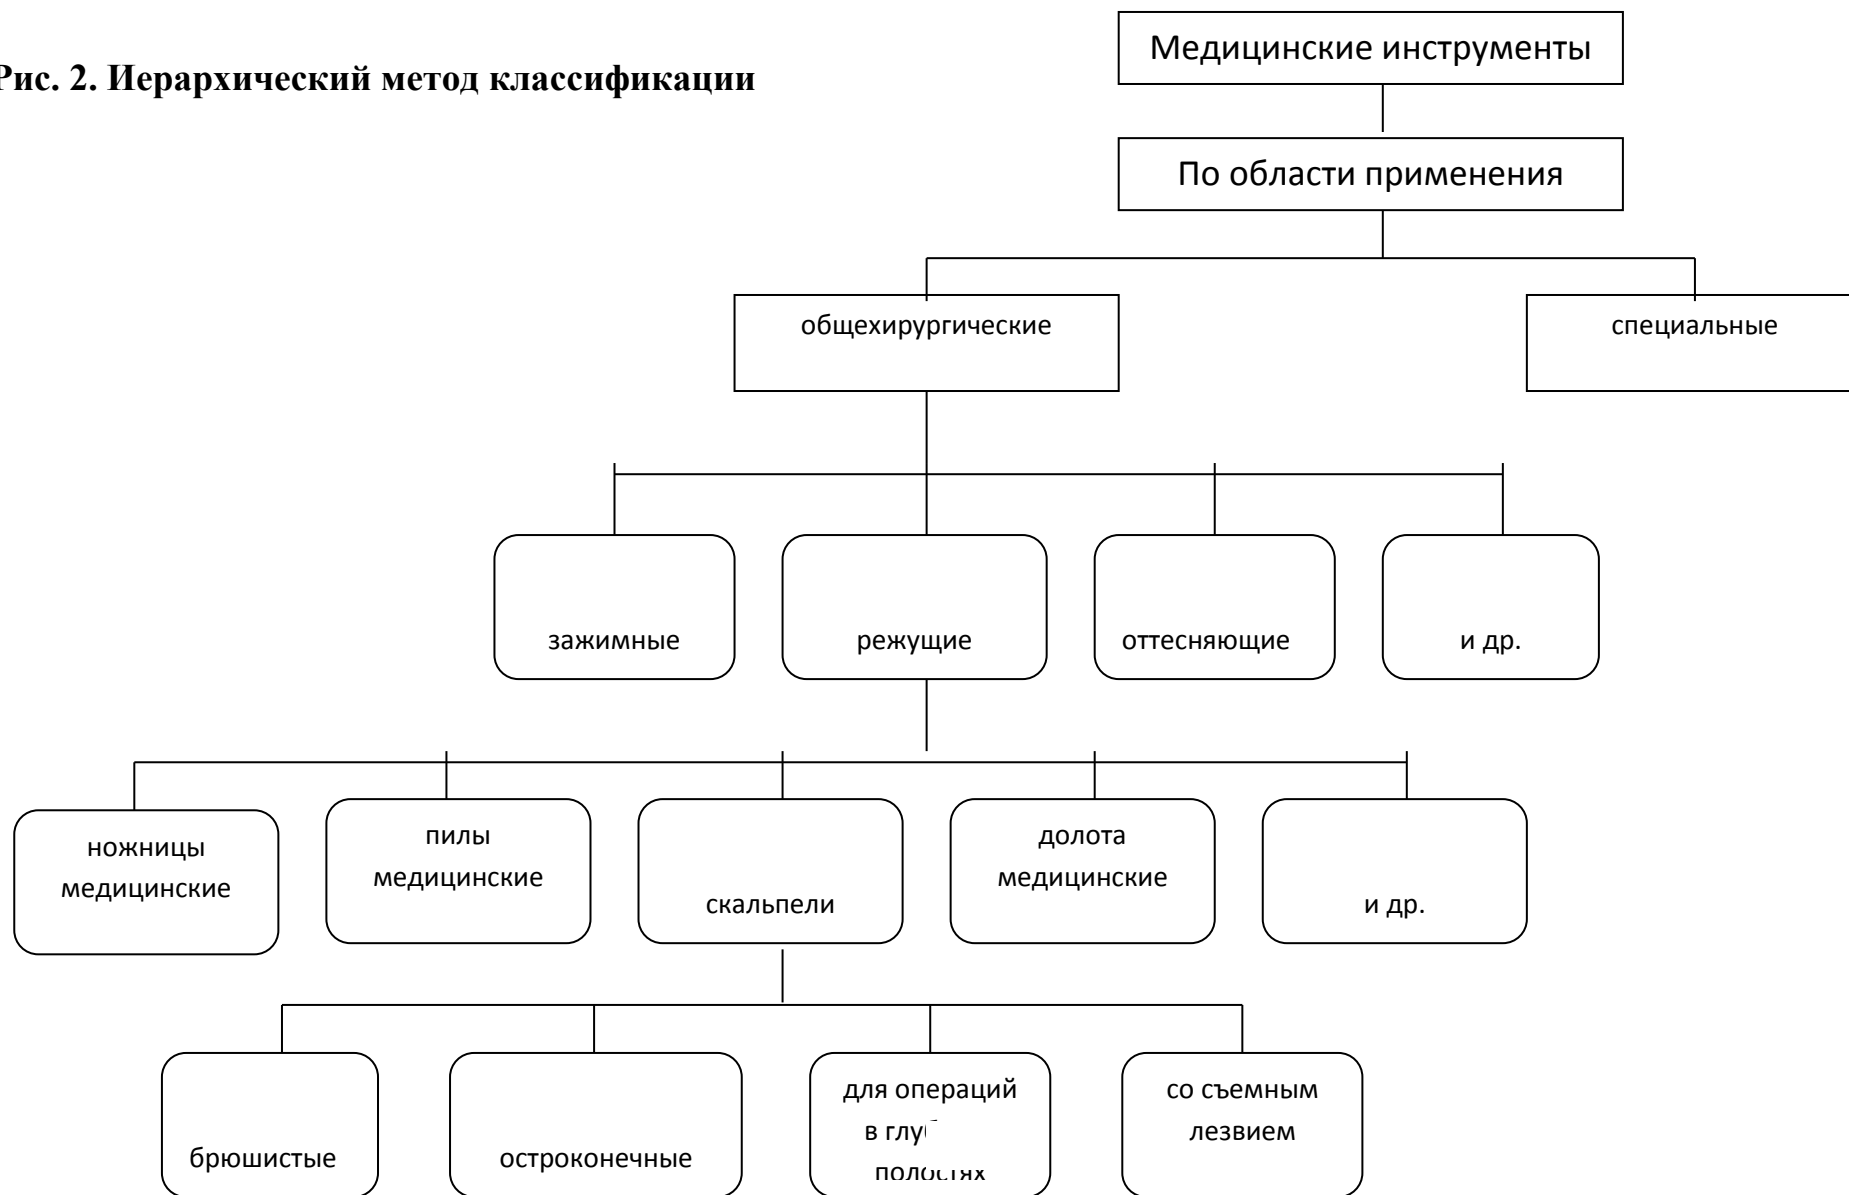 Медицинские инструменты
Рис. 2. Иерархический метод классификации
По области применения
общехирургические
специальные
зажимные
режущие
оттесняющие
и др.
ножницы
медицинские
пилы
медицинские
скальпели
долота
медицинские
и др.
брюшистые
остроконечные
для операций
в
полостях
со съемным
лезвием